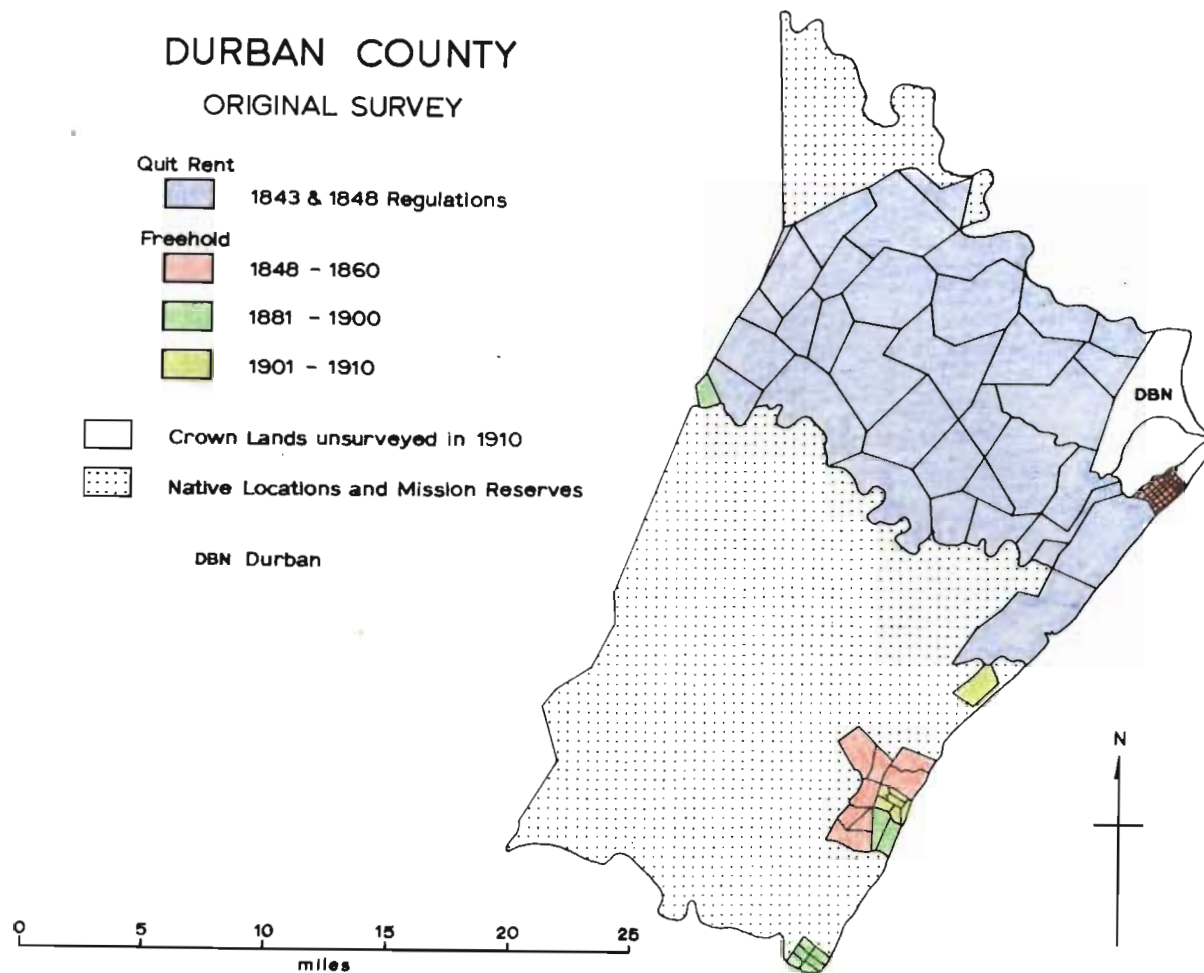 DURBAN COUNTY
ORIGINAL SURVEY
Quit Rent
1843 & 1848 Regulations
Freehold
1848 - 1860
1881 - 1900
1901 - 1910
Crown Lands unsurveyed in 1910
Native Locations and Mission Reserves
DBN Durban
DBN
N
0 5 10 15 20 25
miles